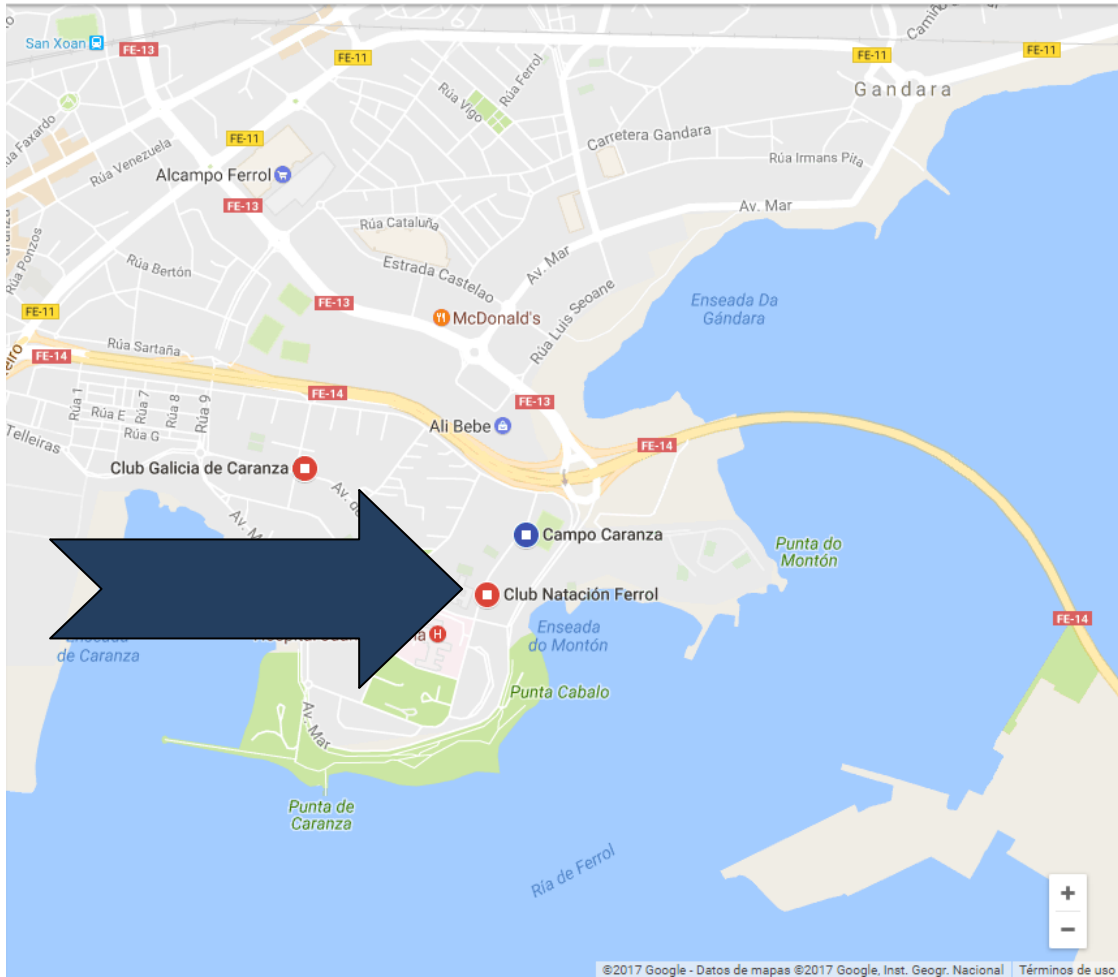 San Xoan
FE-13
FE-11
FE-11
FE-11
Gandara
Rúa Vigo
Rúa Ferrol
Rúa Venezuela
FE-11
Carretera Gandara
Rúa Irmans Pita
Alcampo Ferrol
FE-13
Av. Mar
Rúa Cataluña
Rúa Ponzos
Rúa Bertón
Estrada Castelao
Av. Mar
FE-11
FE-13
McDonald's
Enseada Da
Gándara
Rúa Luis Seoane
Rúa Sartaña
FE-14
FE-14
FE-13
Rúa 1
Rúa E
Rúa 7
Rúa 8
Rúa 9
Rúa G
Telleiras
Ali Bebe
FE-14
Club Galicia de Caranza
Av. de
Campo Caranza
Punta do
Montón
Club Natación Ferrol
FE-14
Enseada
do Montón
H
de Caranza
Punta Cabalo
Av. Mar
Punta de
Caranza
Ría de Ferrol
+
−
©2017 Google - Datos de mapas ©2017 Google, Inst. Geogr. Nacional
Términos de uso